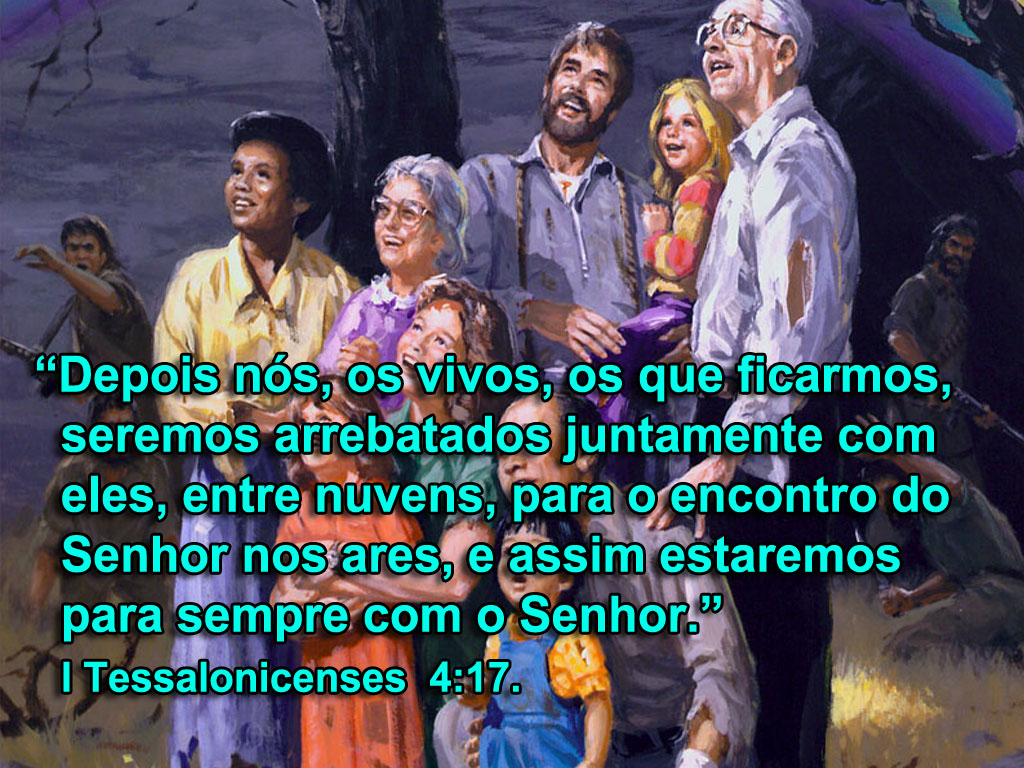 “Depois nós, os vivos, os que ficarmos,
seremos arrebatados juntamente com
eles, entre nuvens, para o encontro do
Senhor nos ares, e assim estaremos
para sempre com o Senhor.”
I Tessalonicenses 4:17.